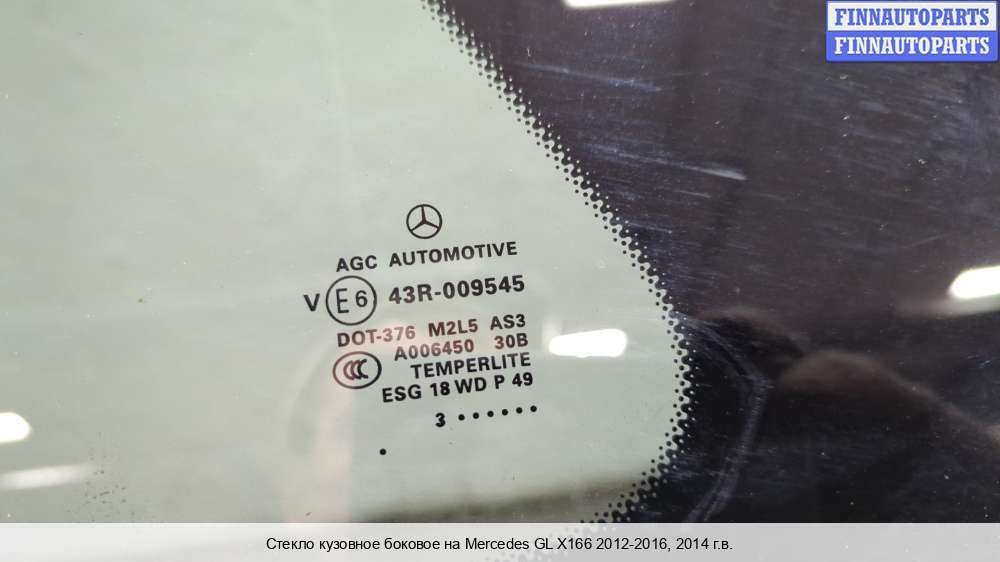 FINNAUTOPARTS
FINNAUTOPARTS
AGC AUTOMOTIVE
V E6 43R-009545
DOT-376 M2L5 AS3
A006450 30B
CCC
TEMPERLITE
ESG 18 WD P 49
3 ••••••
•
Стекло кузовное боковое на Mercedes GL X166 2012-2016, 2014 г.в.